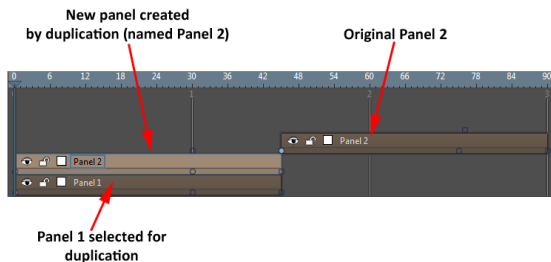 New panel created
by duplication (named Panel 2)
Original Panel 2
0 6 12 18 24 30 36 42 48 54 60 66 72 78 84 90
1 2 3
Panel 2
Panel 2
Panel 1
Panel 1 selected for
duplication